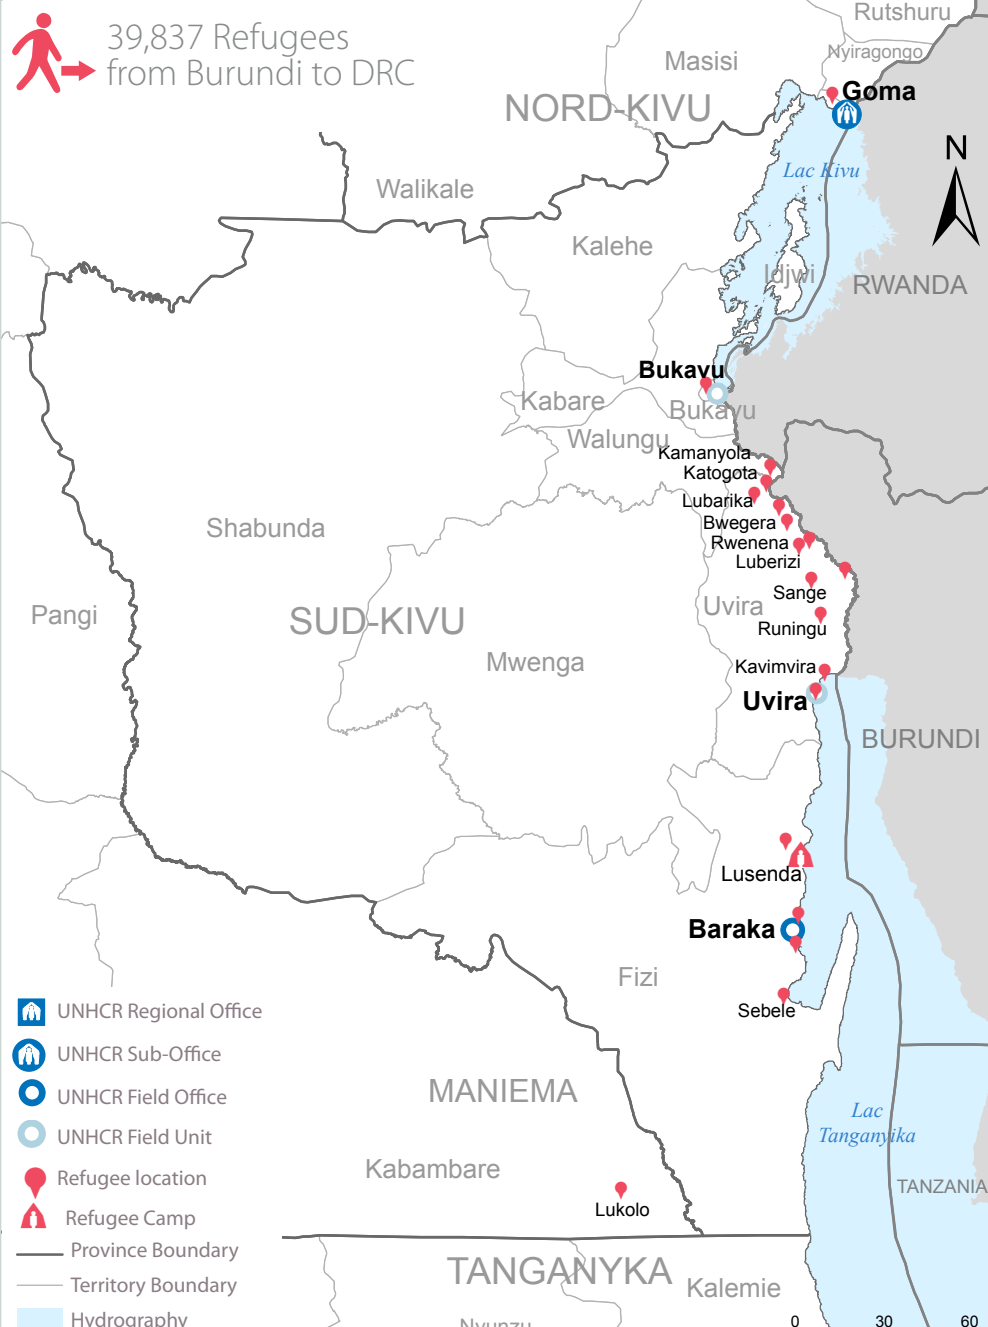 39,837 Refugees
from Burundi to DRC
Rutshuru
Nyiragongo
Masisi
Goma
NORD-KIVU
N
Lac Kivu
Walikale
Kalehe
Idjwi
RWANDA
Bukavu
Kabare
Bukavu
Walungu
Kamanyola
Katogota
Lubarika
Bwegera
Shabunda
Rwenena
Luberizi
Sange
Uvira
Pangi
SUD-KIVU
Runingu
Mwenga
Kavimvira
Uvira
BURUNDI
Lusenda
Baraka
Fizi
Sebele
UNHCR Regional Office
UNHCR Sub-Office
UNHCR Field Office
UNHCR Field Unit
Refugee location
Refugee Camp
Province Boundary
Territory Boundary
Hydrography
MANIEMA
Lac
Tanganyika
Kabambare
TANZANIA
Lukolo
TANGANYKA
Kalemie
Nyunzu
0 30 60